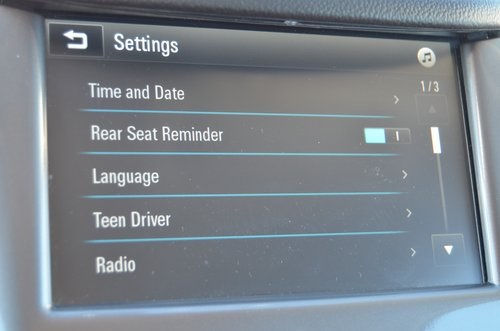 Settings
1/3
Time and Date
Rear Seat Reminder
Language
Teen Driver
Radio